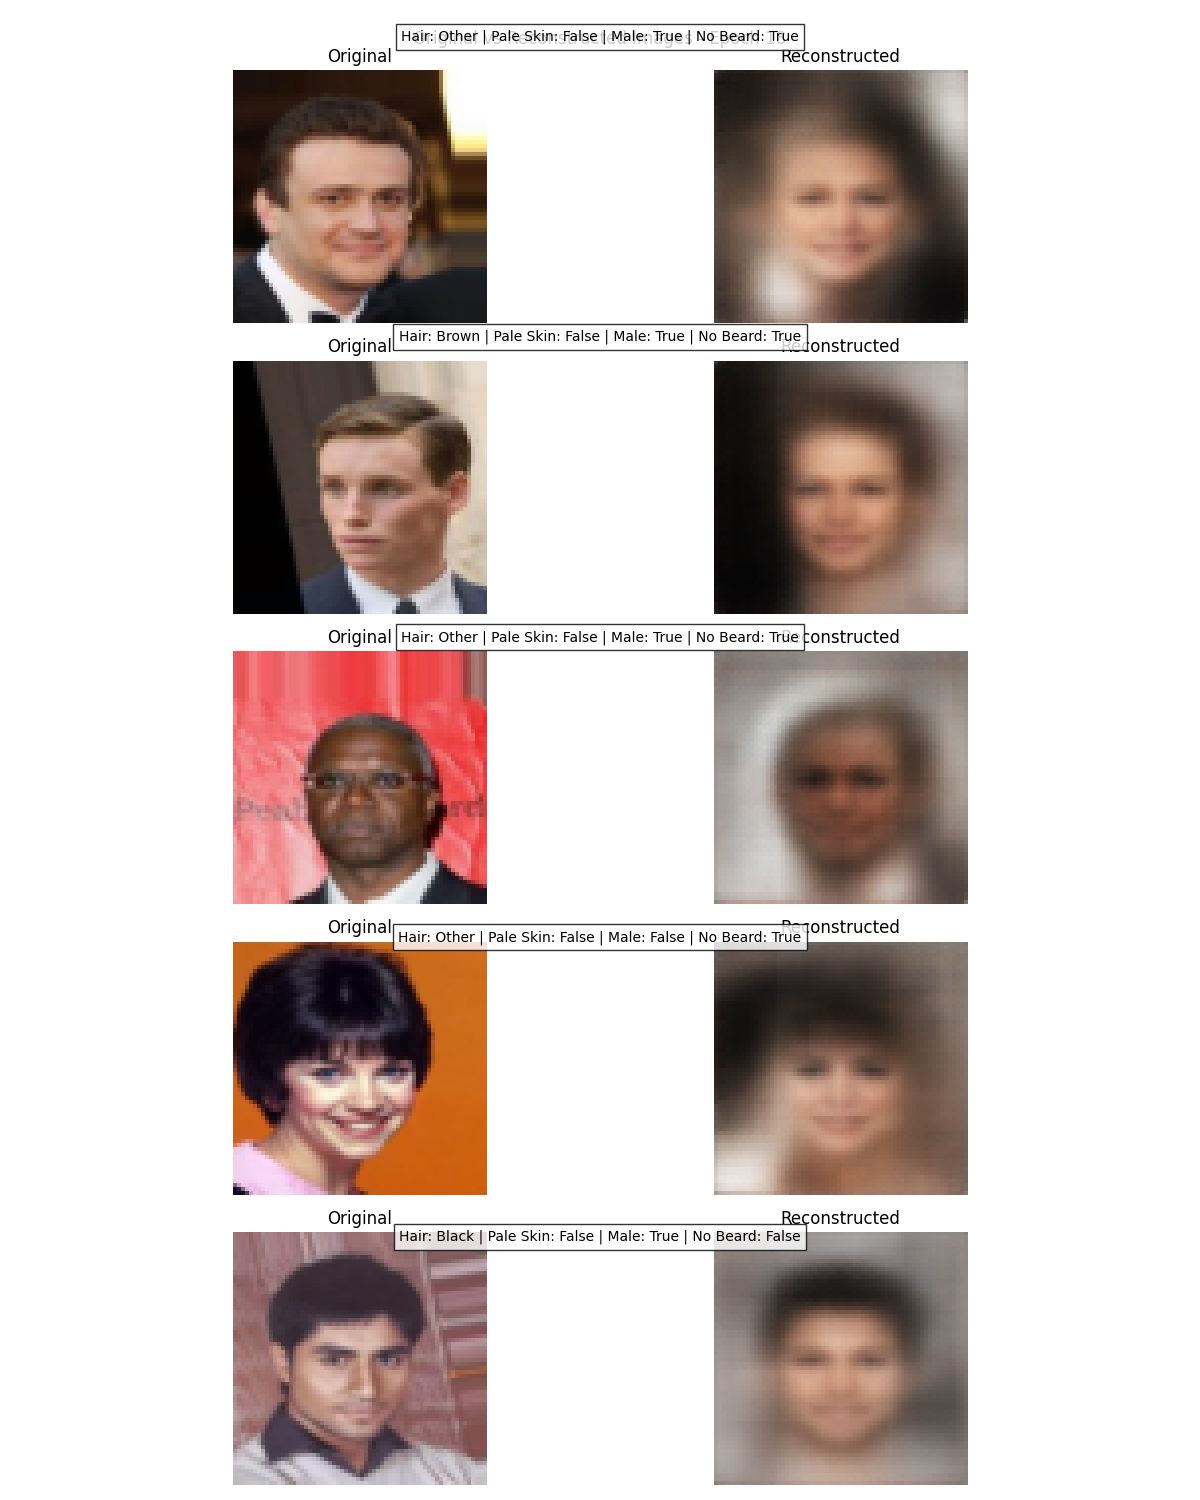 Hair: Other | Pale Skin: False | Male: True | No Beard: True
Original Reconstructed
Hair: Brown | Pale Skin: False | Male: True | No Beard: True
Original Reconstructed
Hair: Other | Pale Skin: False | Male: True | No Beard: True
Original Reconstructed
Hair: Other | Pale Skin: False | Male: False | No Beard: True
Original Reconstructed
Hair: Black | Pale Skin: False | Male: True | No Beard: False
Original Reconstructed